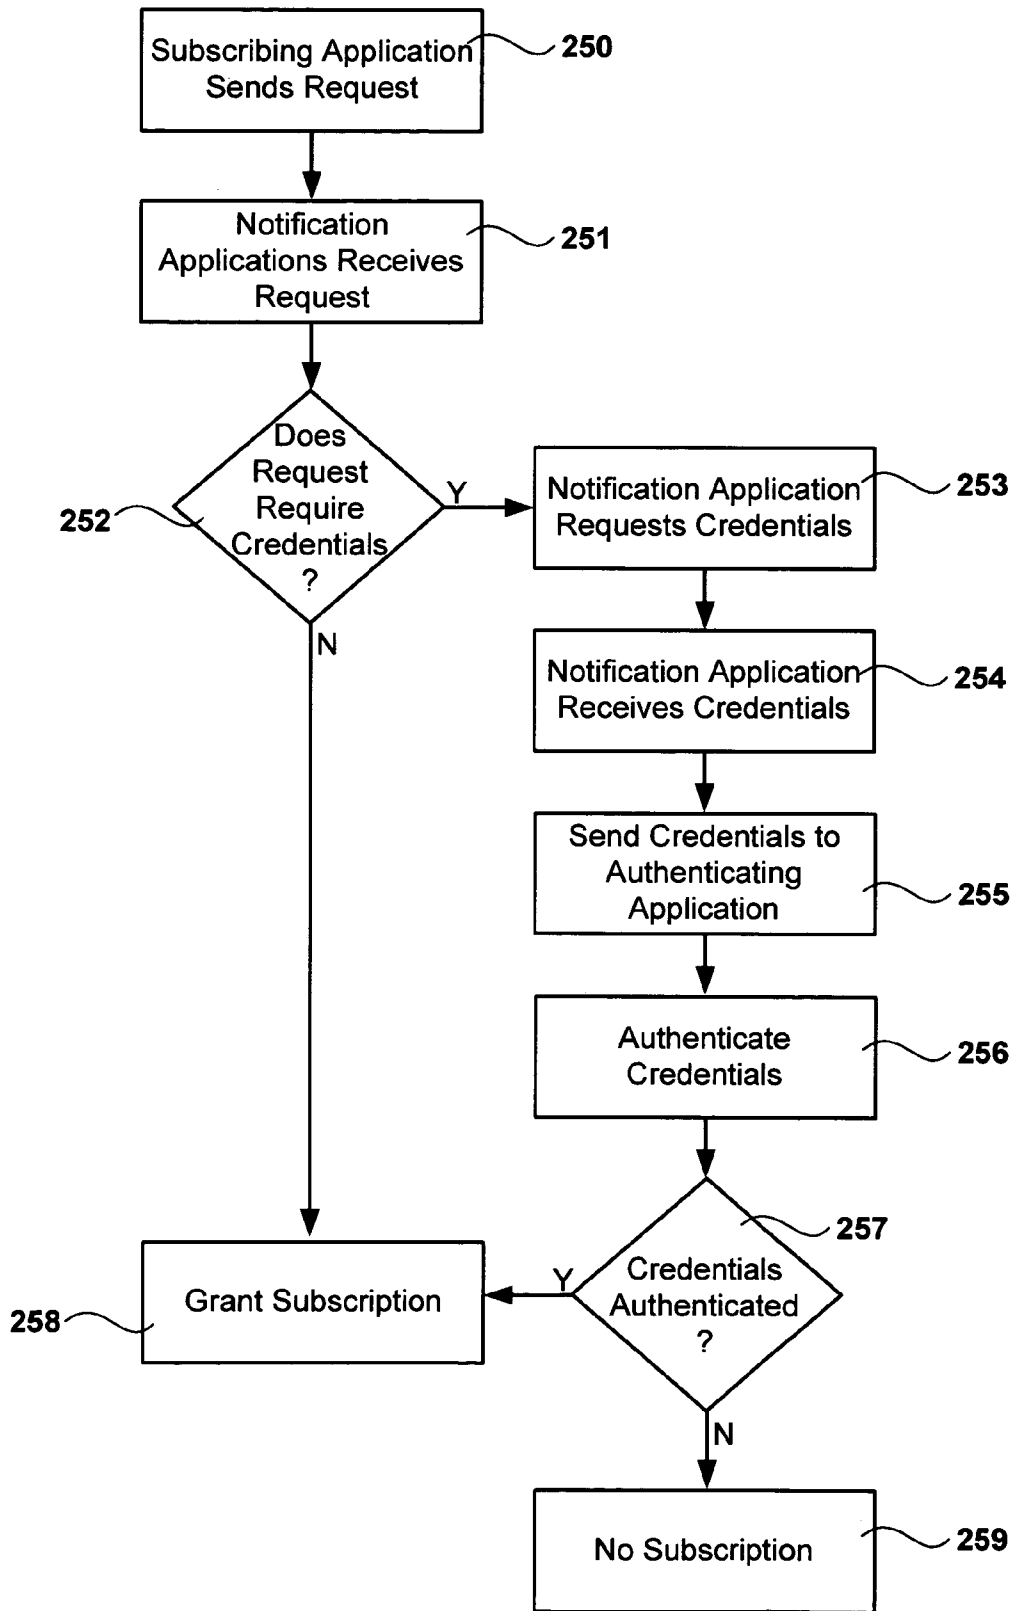 Subscribing Application
Sends Request
250
Notification
Applications Receives
Request
251
Does
Request
Require
Credentials
?
252
Y
N
Notification Application
Requests Credentials
253
Notification Application
Receives Credentials
254
Send Credentials to
Authenticating
Application
255
Authenticate
Credentials
256
257
Credentials
Authenticated
?
Y
N
Grant Subscription
258
No Subscription
259